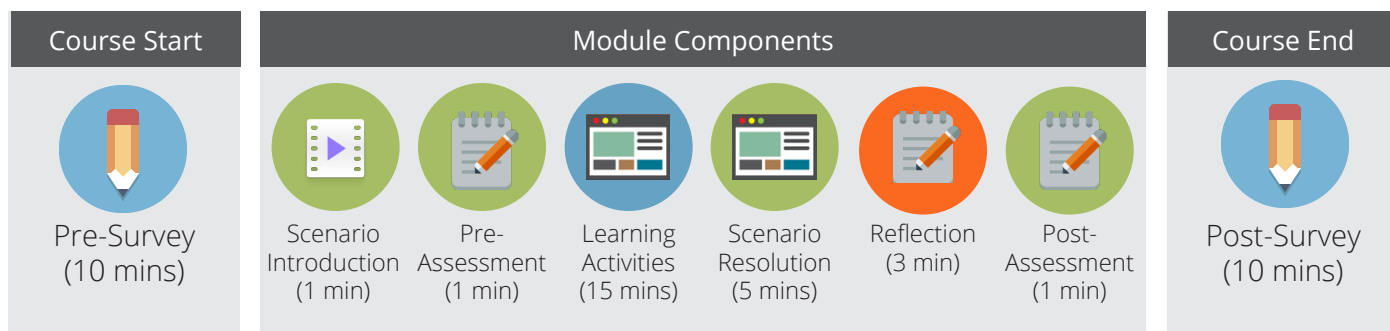 Course Start
Pre-Survey
(10 mins)
Module Components
Scenario
Introduction
(1 min)
Pre-
Assessment
(1 min)
Learning
Activities
(15 mins)
Scenario
Resolution
(5 mins)
Reflection
(3 min)
Post-
Assessment
(1 min)
Course End
Post-Survey
(10 mins)